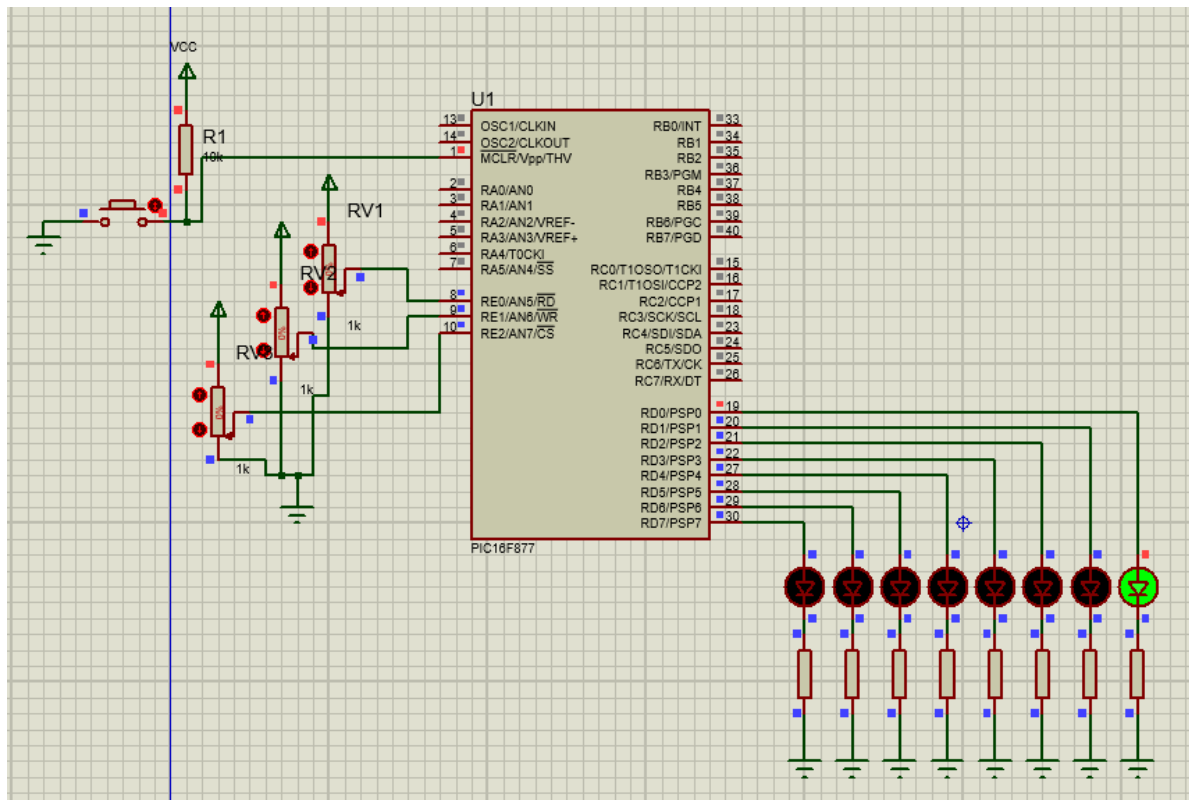 VCC
R1
10k
RV1
RV2
RV3
0%
0%
0%
1k
1k
1k
U1
13
14
1
2
3
4
5
6
7
8
9
10
OSC1/CLKIN
OSC2/CLKOUT
MCLR/Vpp/THV
RA0/AN0
RA1/AN1
RA2/AN2/VREF-
RA3/AN3/VREF+
RA4/T0CKI
RA5/AN4/SS
RE0/AN5/RD
RE1/AN6/WR
RE2/AN7/CS
RB0/INT
RB1
RB2
RB3/PGM
RB4
RB5
RB6/PGC
RB7/PGD
RC0/T1OSO/T1CKI
RC1/T1OSI/CCP2
RC2/CCP1
RC3/SCK/SCL
RC4/SDI/SDA
RC5/SDO
RC6/TX/CK
RC7/RX/DT
RD0/PSP0
RD1/PSP1
RD2/PSP2
RD3/PSP3
RD4/PSP4
RD5/PSP5
RD6/PSP6
RD7/PSP7
33
34
35
36
37
38
39
40
15
16
17
18
23
24
25
26
19
20
21
22
27
28
29
30
PIC16F877